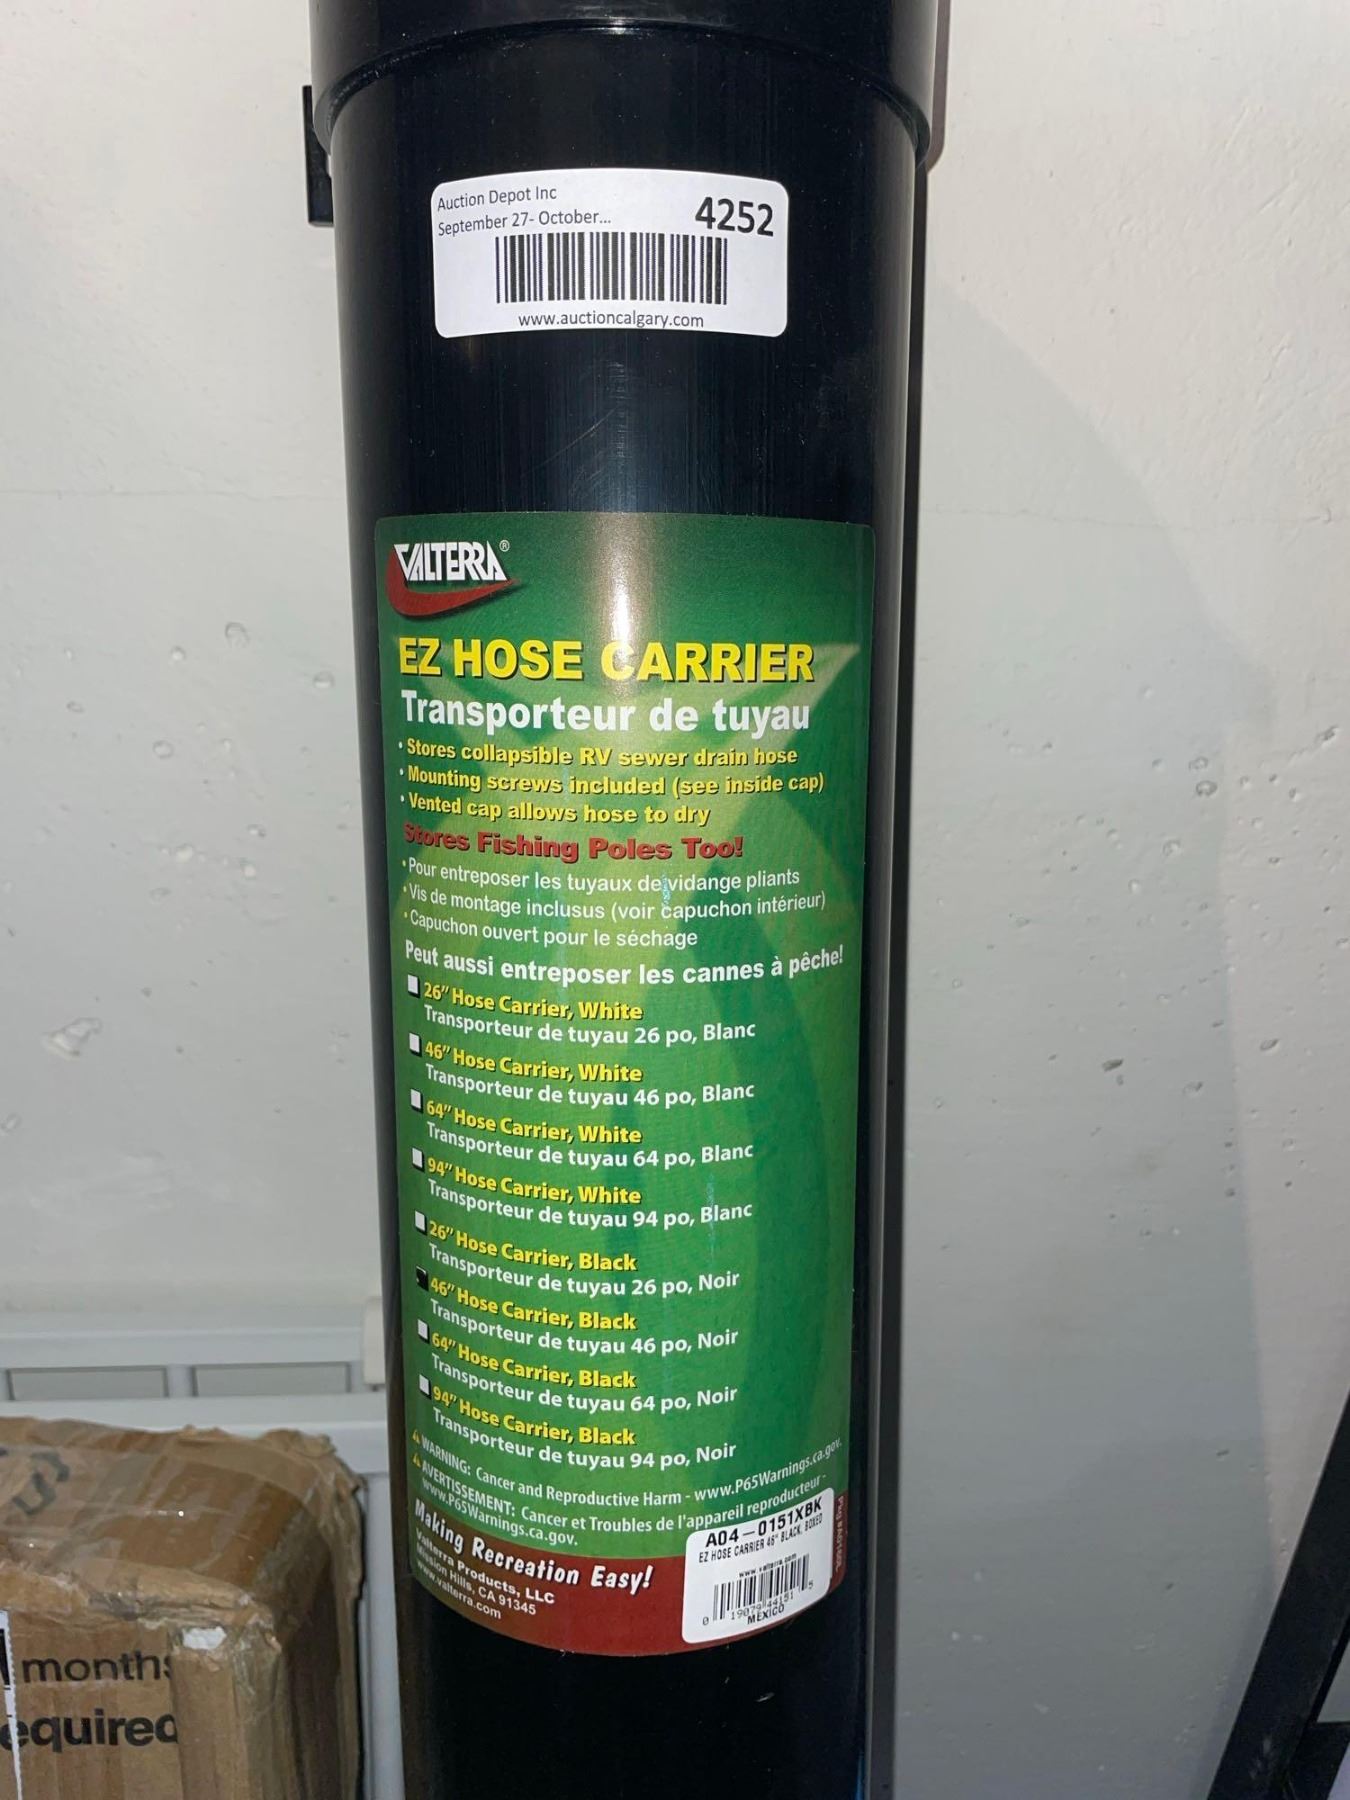 Auction Depot Inc
September 27- October... 4252
www.auctioncalgary.com
VALTERRA®
EZ HOSE CARRIER
Transporteur de tuyau
• Stores collapsible RV sewer drain hose
• Mounting screws included (see inside cap)
• Vented cap allows hose to dry
Stores Fishing Poles Too!
• Pour entreposer les tuyaux de vidange pliants
• Vis de montage inclusus (voir capuchon intérieur)
• Capuchon ouvert pour le séchage
Peut aussi entreposer les cannes à pêche!
26" Hose Carrier, White
Transporteur de tuyau 26 po, Blanc
46" Hose Carrier, White
Transporteur de tuyau 46 po, Blanc
64" Hose Carrier, White
Transporteur de tuyau 64 po, Blanc
94" Hose Carrier, White
Transporteur de tuyau 94 po, Blanc
26" Hose Carrier, Black
Transporteur de tuyau 26 po, Noir
46" Hose Carrier, Black
Transporteur de tuyau 46 po, Noir
64" Hose Carrier, Black
Transporteur de tuyau 64 po, Noir
94" Hose Carrier, Black
Transporteur de tuyau 94 po, Noir
WARNING: Cancer and Reproductive Harm - www.P65Warnings.ca.gov.
AVERTISSEMENT: Cancer et Troubles de l'appareil reproducteur -
www.P65Warnings.ca.gov.
Making Recreation Easy!
Valterra Products, LLC
Mission Hills, CA 91345
www.valterra.com
A04-0151XBK
EZ HOSE CARRIER 46" BLACK, BOXED
www.valterra.com
0 19079 44151 5
MEXICO
months
equired